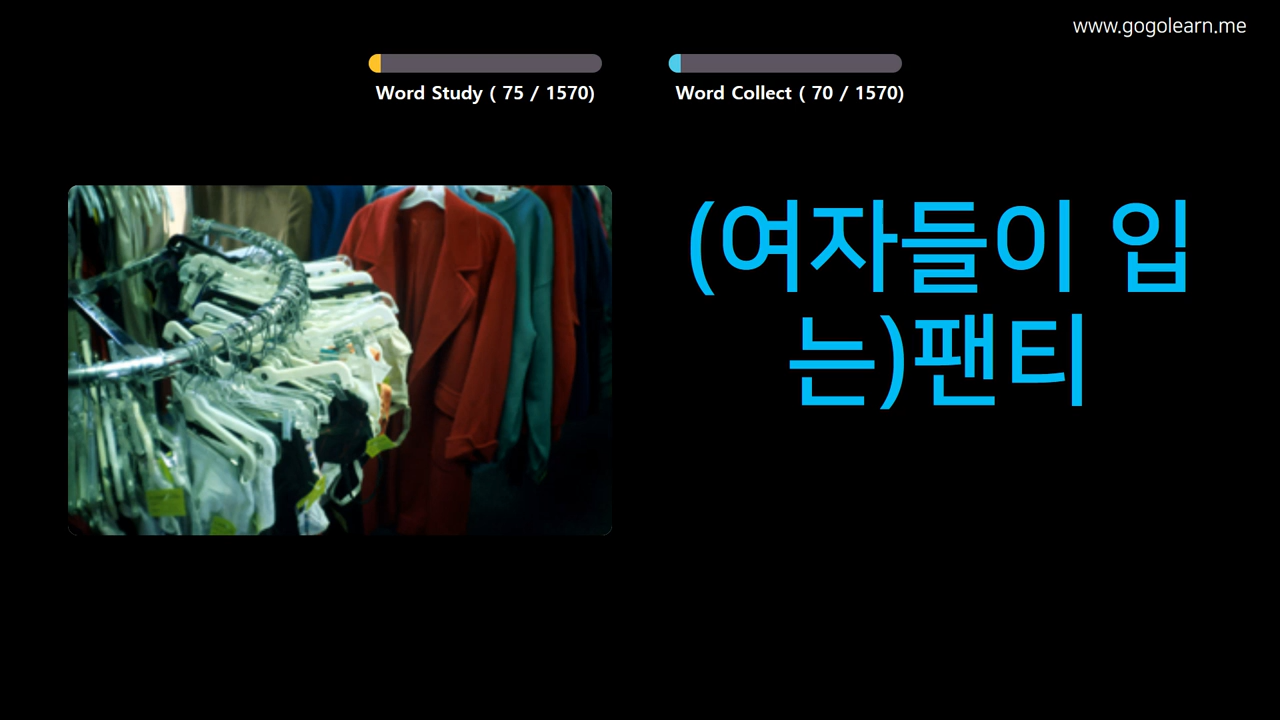 www.gogolearn.me
Word Study ( 75 / 1570)
Word Collect ( 70 / 1570)
(여자들이 입
는)팬티